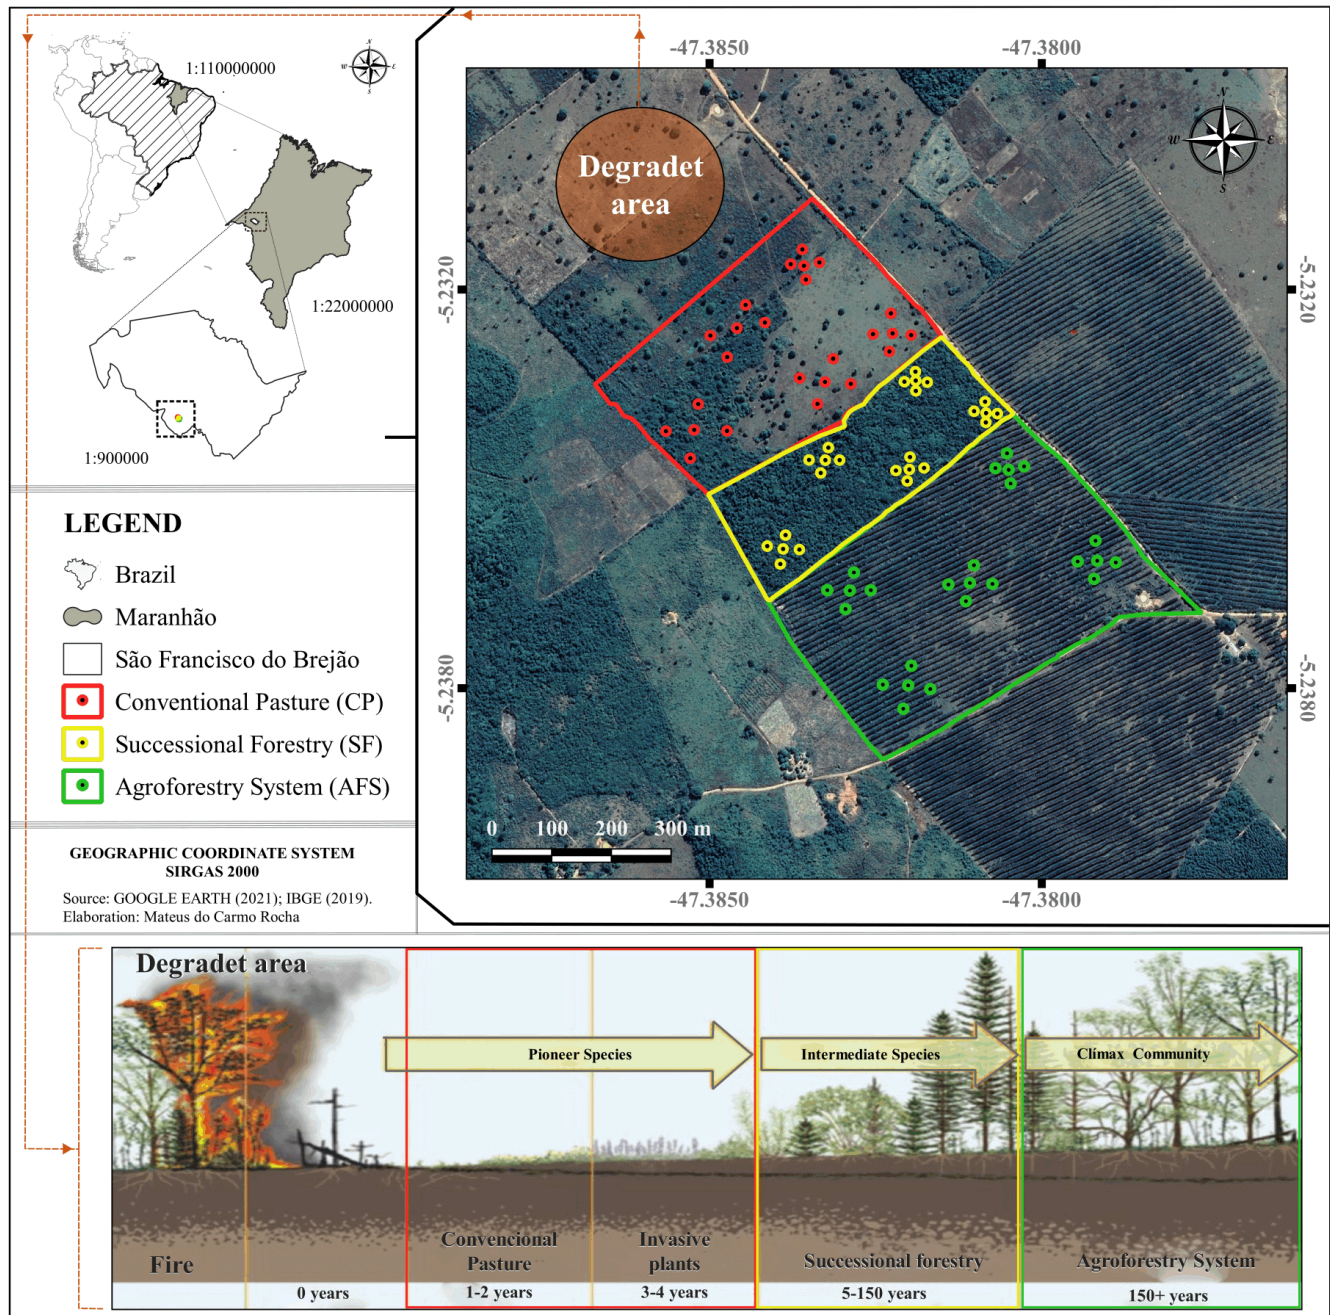 N
W
E
S
1:110000000
1:22000000
1:900000
LEGEND
Brazil
Maranhão
São Francisco do Brejão
Conventional Pasture (CP)
Successional Forestry (SF)
Agroforestry System (AFS)
GEOGRAPHIC COORDINATE SYSTEM
SIRGAS 2000
Source: GOOGLE EARTH (2021); IBGE (2019).
Elaboration: Mateus do Carmo Rocha
-47.3850
-47.3800
Degradet
area
N
W
E
S
-5.2320
-5.2320
-5.2380
-5.2380
0 100 200 300 m
-47.3850
-47.3800
Degradet area
Pioneer Species
Intermediate Species
Clímax Community
Fire
Convencional
Pasture
Invasive
plants
Successional forestry
Agroforestry System
0 years
1-2 years
3-4 years
5-150 years
150+ years